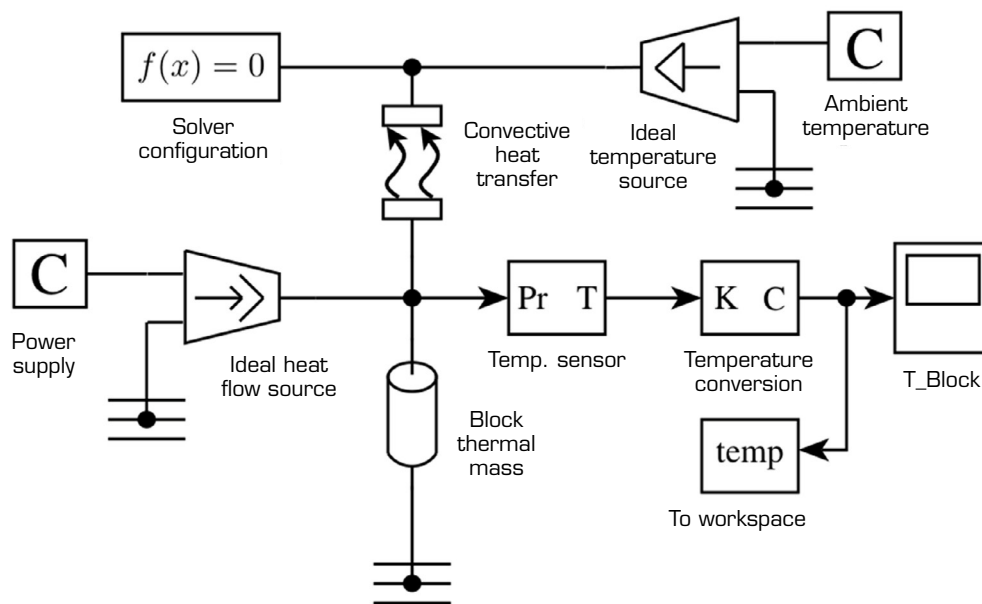 f(x) = 0
Solver
configuration
Convective
heat
transfer
Ideal
temperature
source
C
Ambient
temperature
C
Power
supply
Ideal heat
flow source
Pr T
Temp. sensor
K C
Temperature
conversion
T_Block
Block
thermal
mass
temp
To workspace